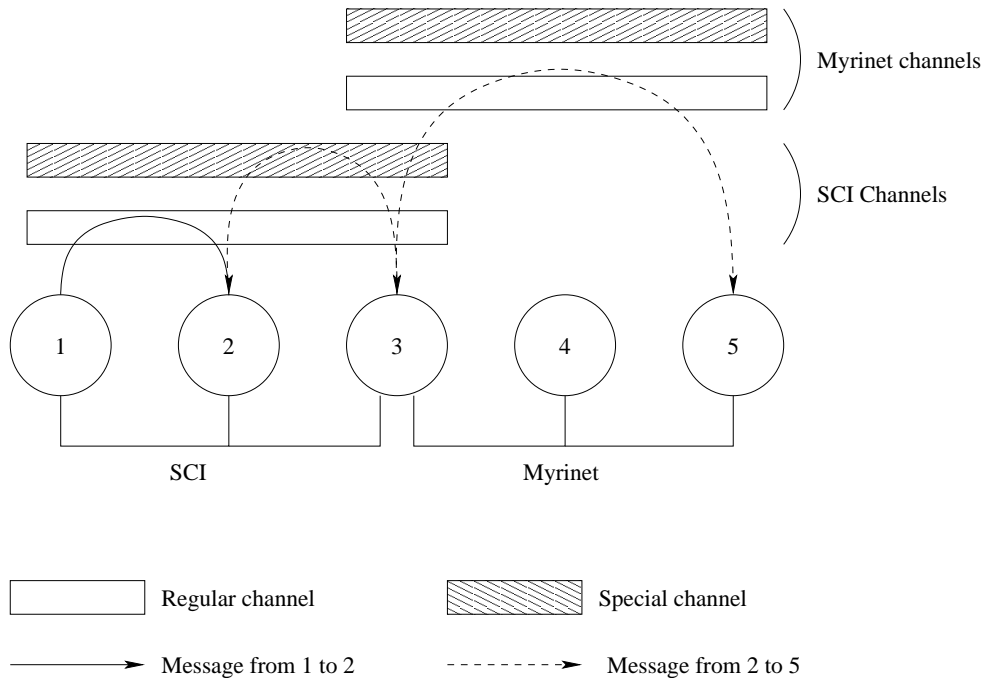 Myrinet channels
SCI Channels
1 2 3 4 5
SCI Myrinet
Regular channel Special channel
Message from 1 to 2 Message from 2 to 5